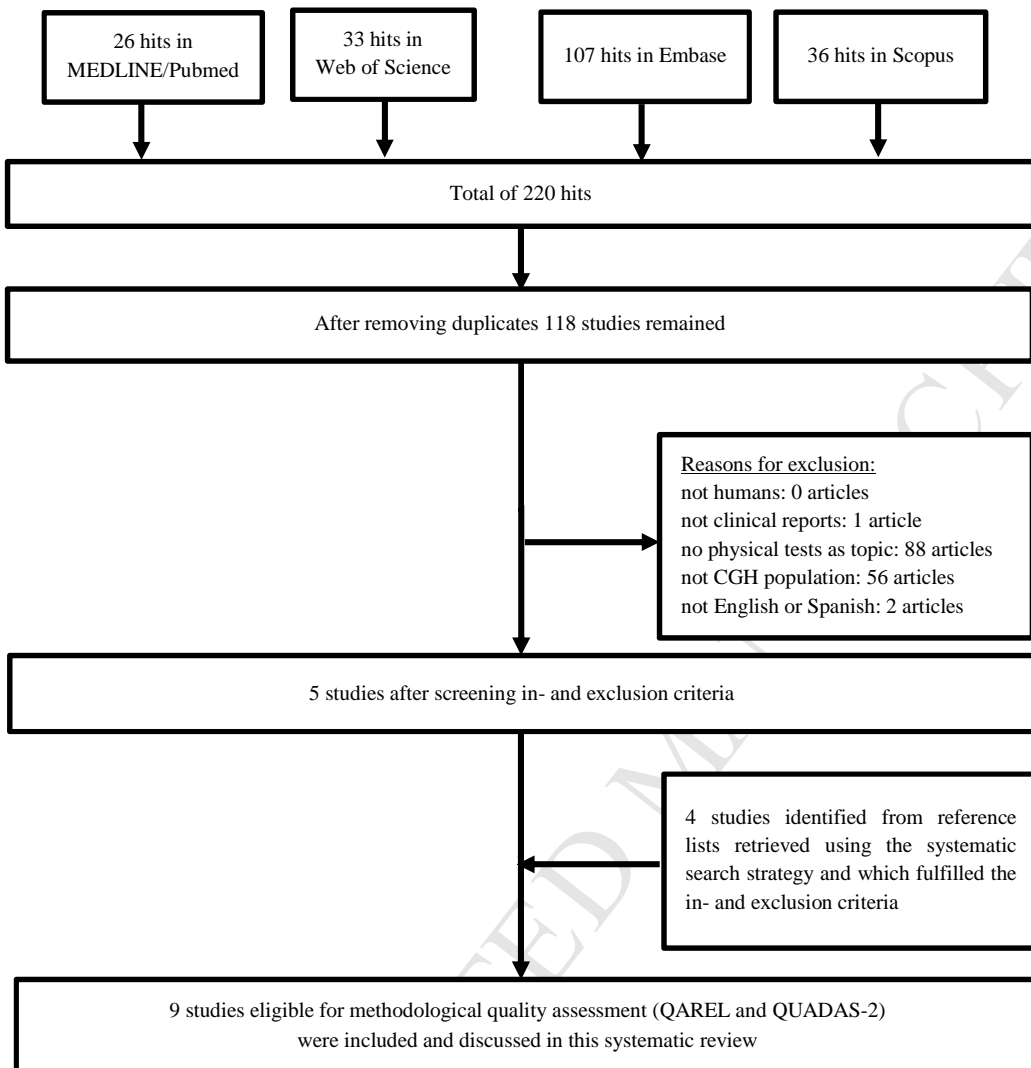 26 hits in
MEDLINE/Pubmed
33 hits in
Web of Science
107 hits in Embase
36 hits in Scopus
Total of 220 hits
After removing duplicates 118 studies remained
Reasons for exclusion:
not humans: 0 articles
not clinical reports: 1 article
no physical tests as topic: 88 articles
not CGH population: 56 articles
not English or Spanish: 2 articles
5 studies after screening in- and exclusion criteria
4 studies identified from reference
lists retrieved using the systematic
search strategy and which fulfilled the
in- and exclusion criteria
9 studies eligible for methodological quality assessment (QAREL and QUADAS-2)
were included and discussed in this systematic review